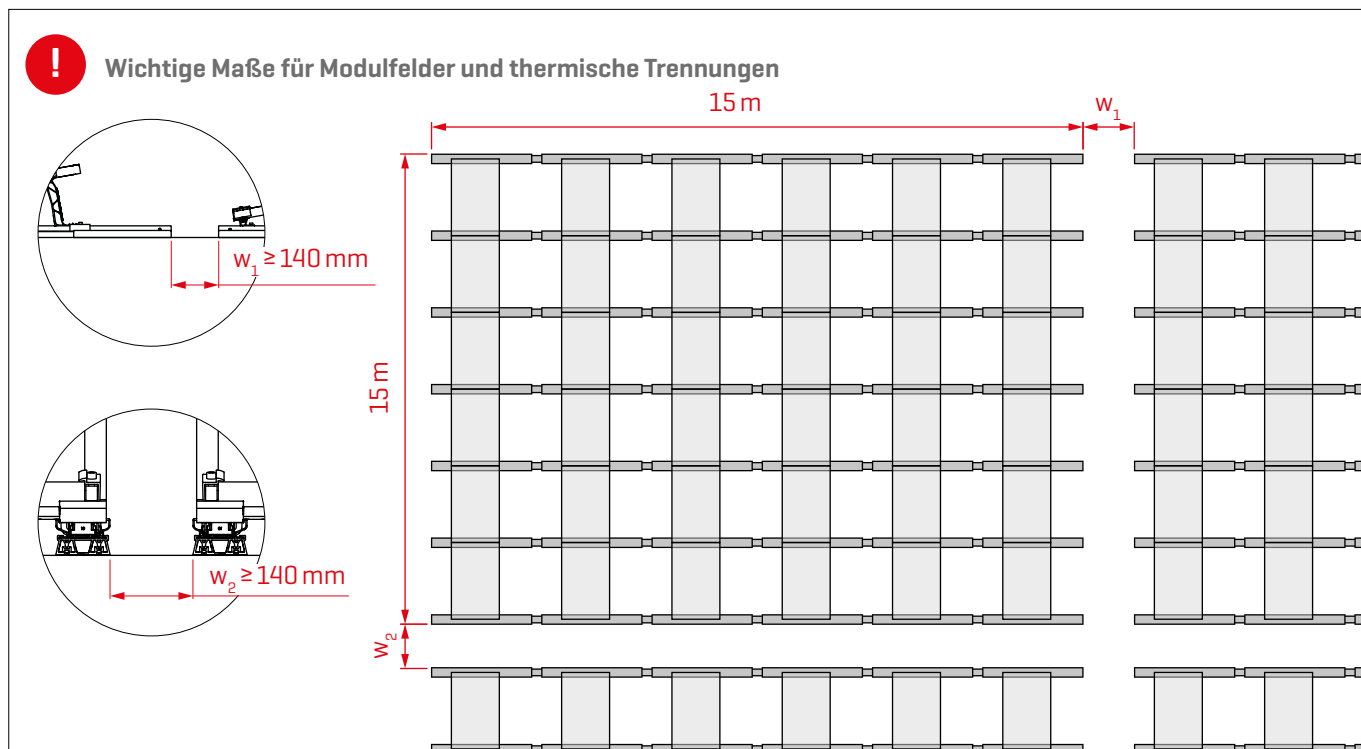 !
Wichtige Maße für Modulfelder und thermische Trennungen
15 m
w₁
w₁ ≥ 140 mm
15 m
w₂ ≥ 140 mm
w₂